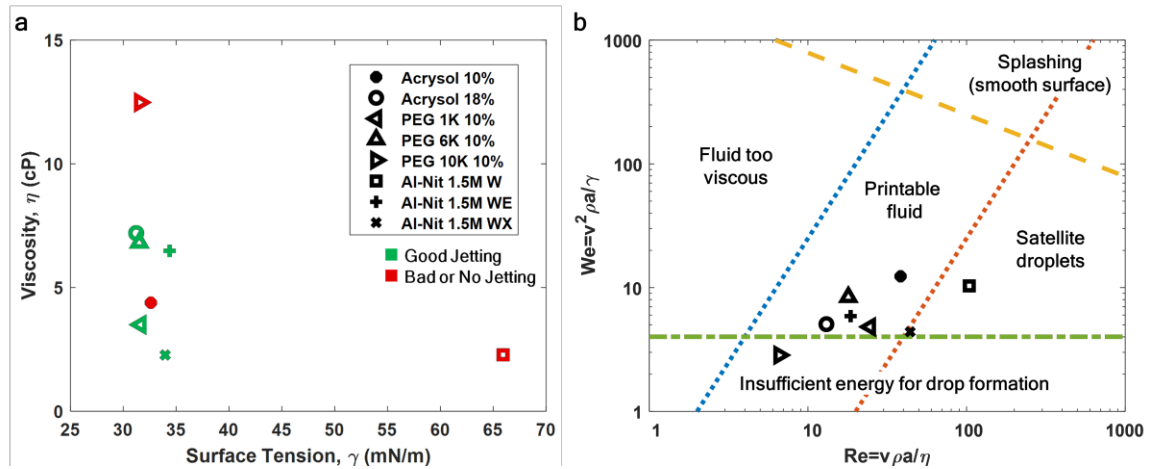 a
15
10
5
0
Viscosity, η (cP)
25 30 35 40 45 50 55 60 65 70
Surface Tension, γ (mN/m)
Acrysol 10%
Acrysol 18%
PEG 1K 10%
PEG 6K 10%
PEG 10K 10%
Al-Nit 1.5M W
Al-Nit 1.5M WE
Al-Nit 1.5M WX
Good Jetting
Bad or No Jetting
b
1000
100
10
1
We=v² ρa/γ
Splashing
(smooth surface)
Fluid too
viscous
Printable
fluid
Satellite
droplets
Insufficient energy for drop formation
1 10 100 1000
Re=vρa/η